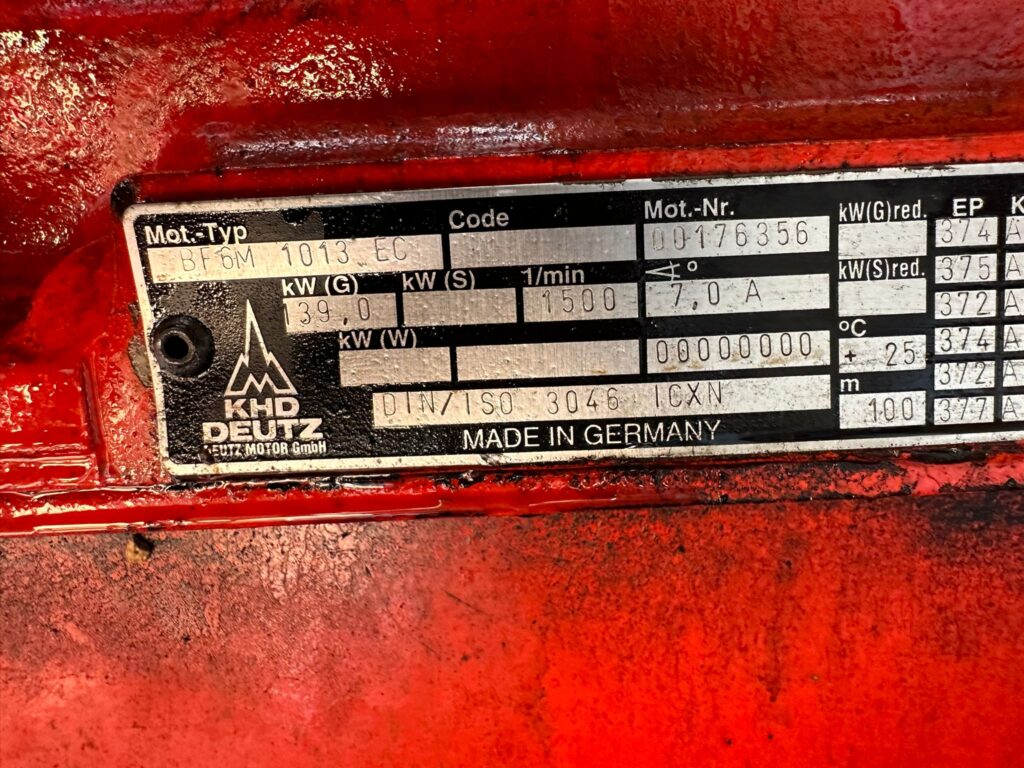 Mot.-Typ Code Mot.-Nr. kW(G)red. EP K
BF6M 1013 EC 00176356 374 A
kW (G) kW (S) 1/min ∢ ° kW(S)red. 375 A
139,0 1500 7,0 A 372 A
kW (W) 00000000 °C 374 A
+ 25 372 A
DIN/ISO 3046 ICXN m
100 377 A
KHD
DEUTZ
DEUTZ MOTOR GmbH
MADE IN GERMANY